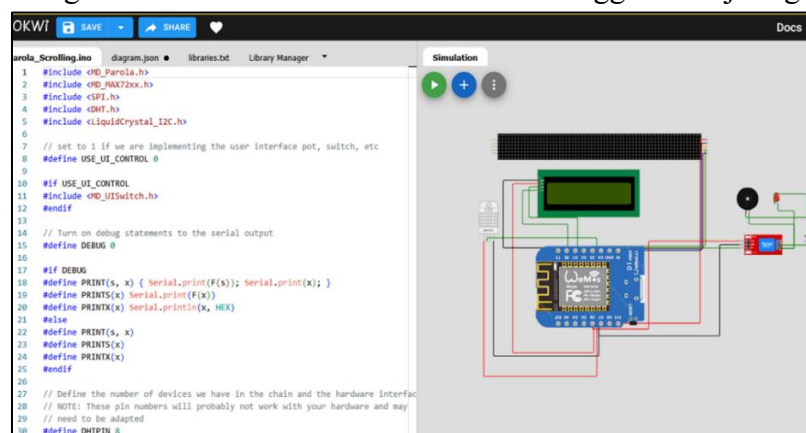 OKWI SAVE SHARE Docs
arola_Scrolling.ino diagram.json libraries.txt Library Manager Simulation
1 #include <MD_Parola.h>
2 #include <MD_MAX72xx.h>
3 #include <SPI.h>
4 #include <DHT.h>
5 #include <LiquidCrystal_I2C.h>
6
7 // set to 1 if we are implementing the user interface pot, switch, etc
8 #define USE_UI_CONTROL 0
9
10 #if USE_UI_CONTROL
11 #include <MD_UISwitch.h>
12 #endif
13
14 // Turn on debug statements to the serial output
15 #define DEBUG 0
16
17 #if DEBUG
18 #define PRINT(s, x) { Serial.print(F(s)); Serial.print(x); }
19 #define PRINTS(x) Serial.print(F(x))
20 #define PRINTX(x) Serial.println(x, HEX)
21 #else
22 #define PRINT(s, x)
23 #define PRINTS(x)
24 #define PRINTX(x)
25 #endif
26
27 // Define the number of devices we have in the chain and the hardware interfac
28 // NOTE: These pin numbers will probably not work with your hardware and may
29 // need to be adapted
30 #define DHTPIN 8
WeMos
FC
D1